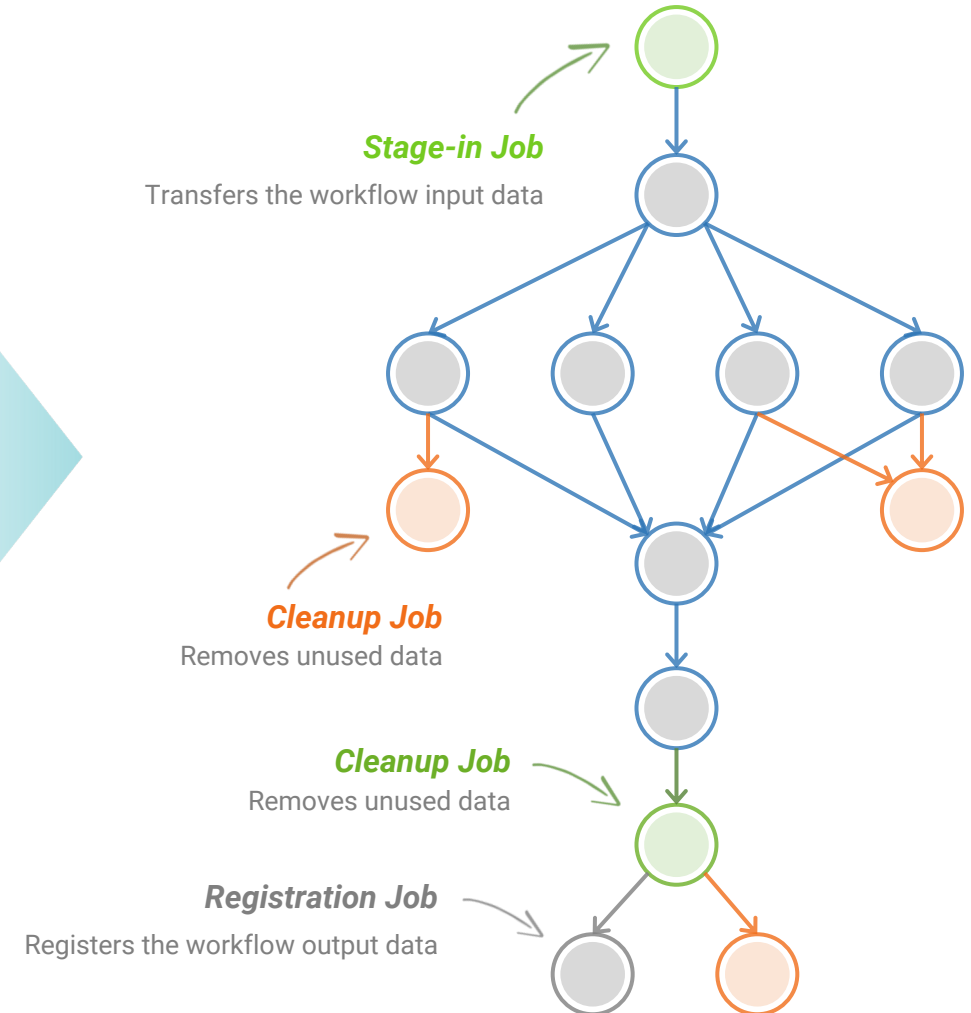 Stage-in Job
Transfers the workflow input data
Cleanup Job
Removes unused data
Cleanup Job
Removes unused data
Registration Job
Registers the workflow output data